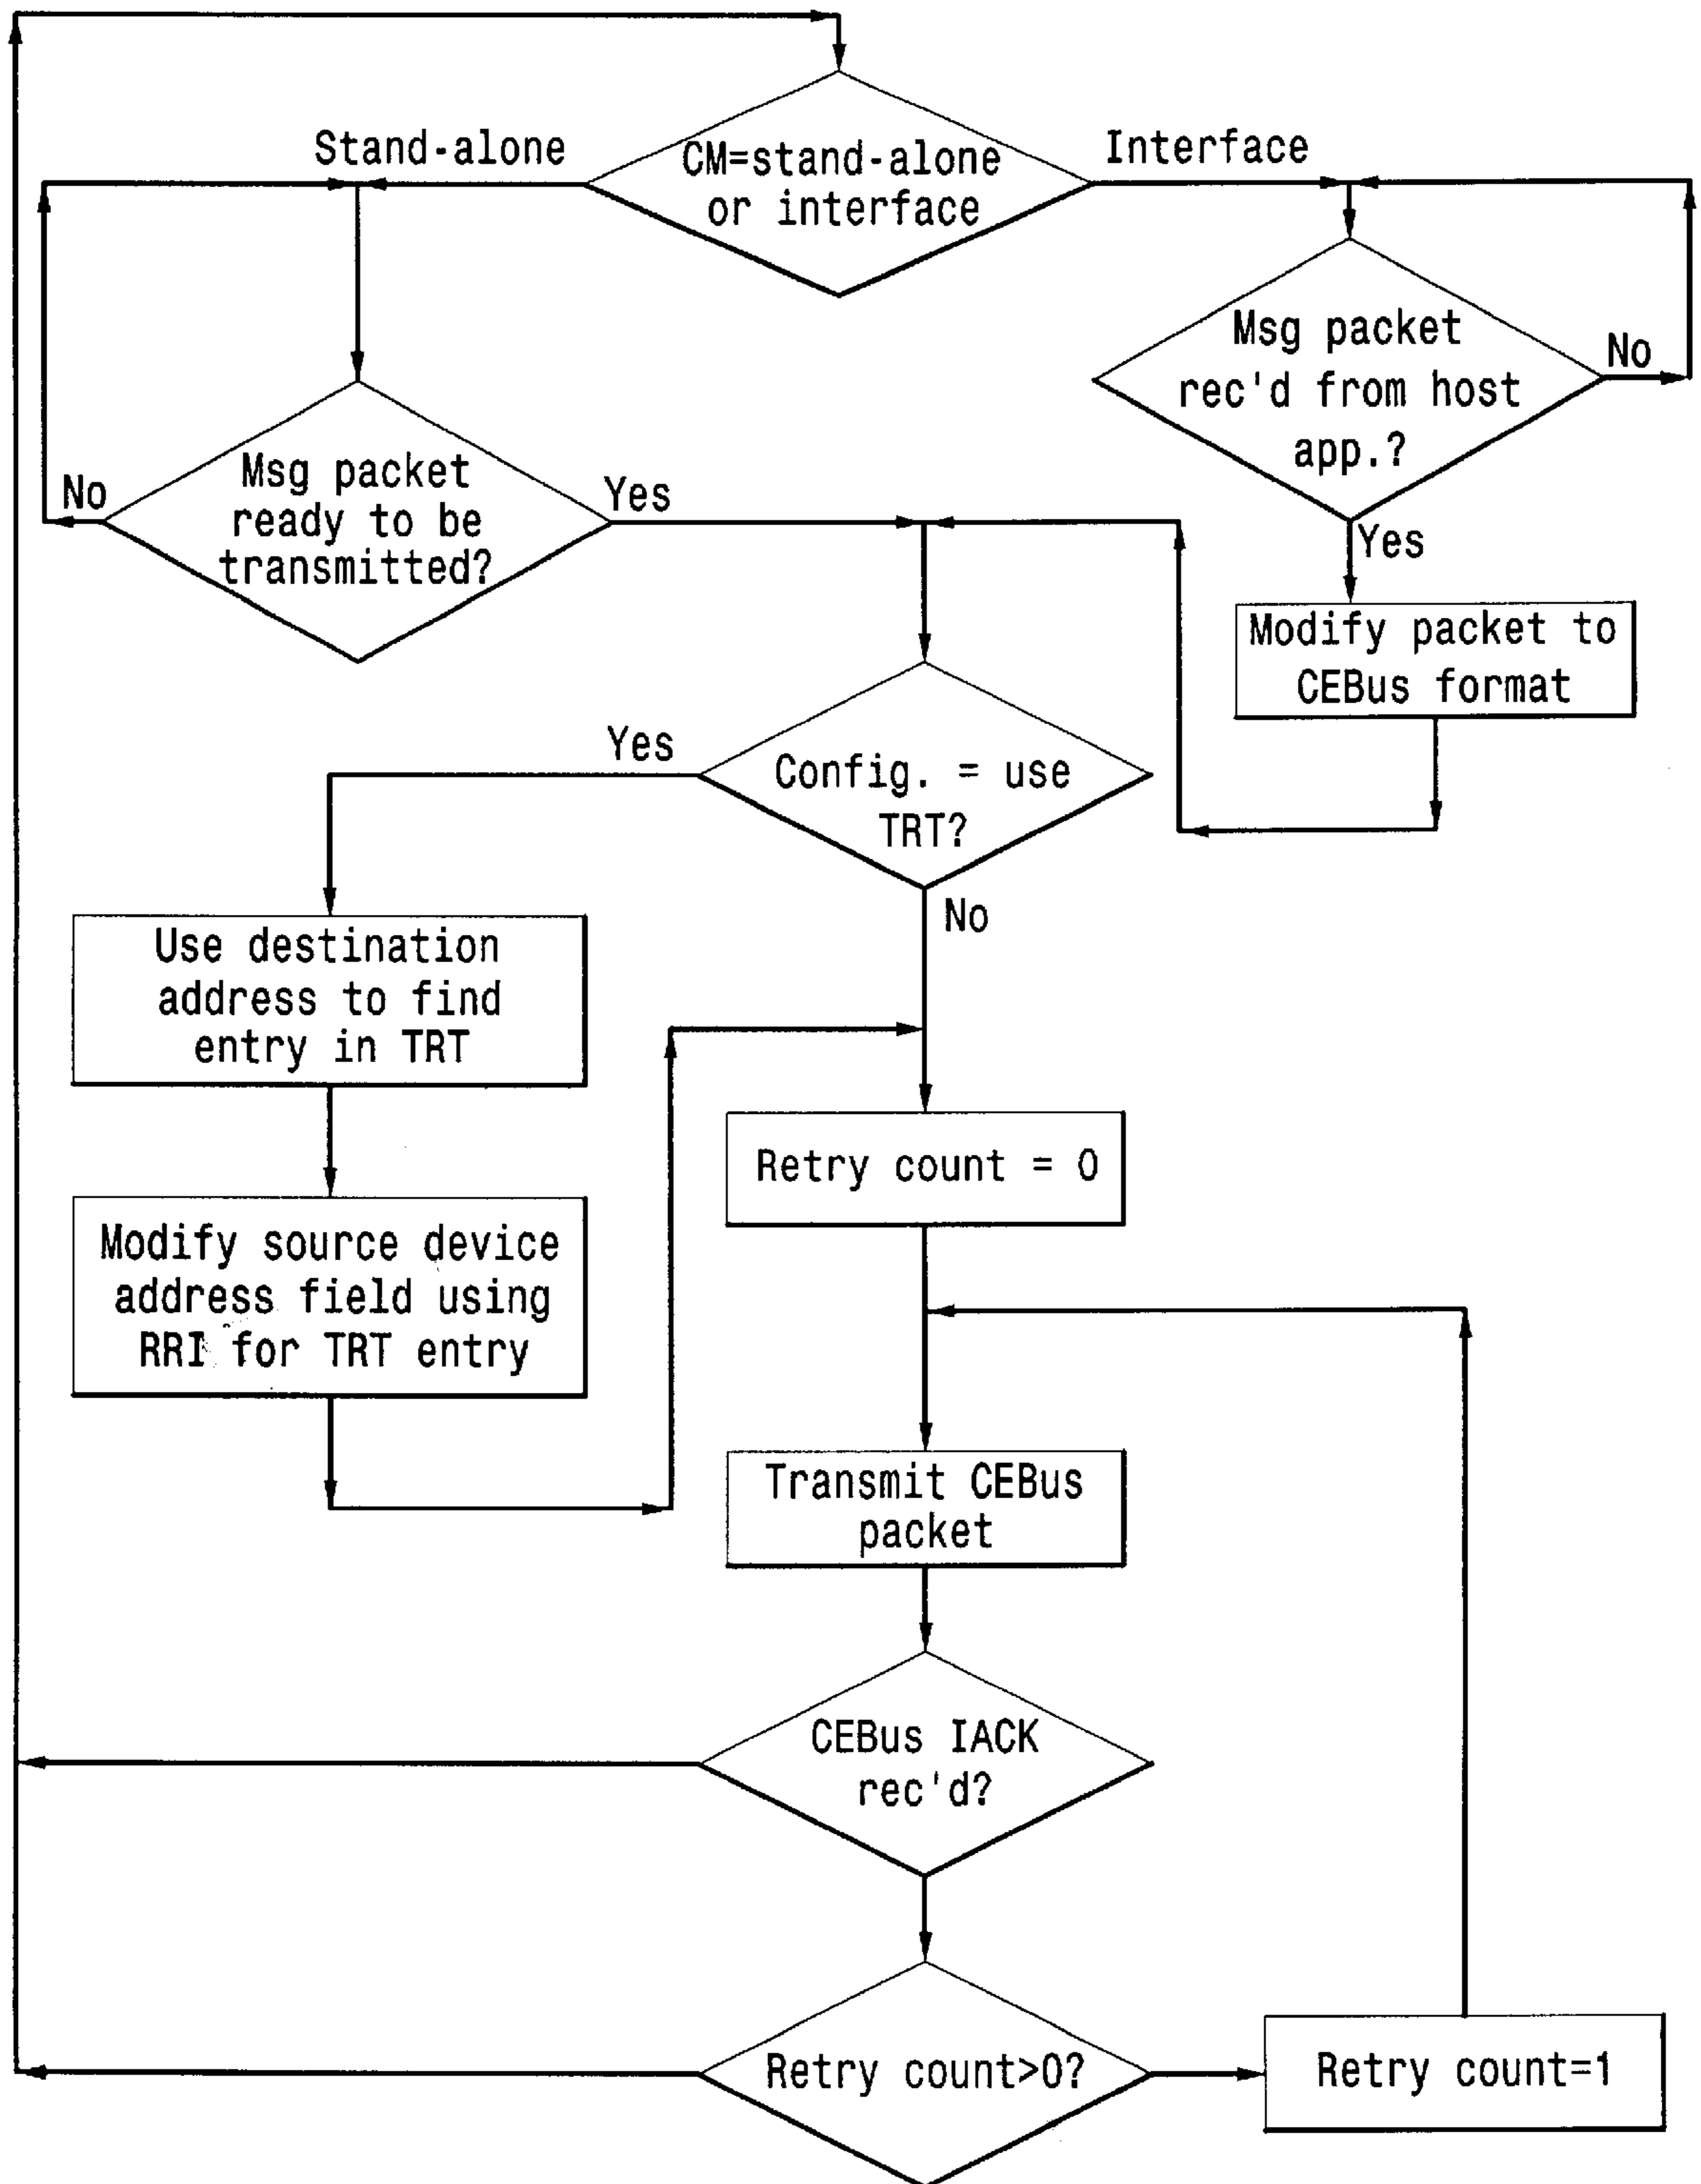 Stand-alone
CM=stand-alone
or interface
Interface
Msg packet
rec'd from host
app.?
No
Yes
Msg packet
ready to be
transmitted?
No
Yes
Modify packet to
CEBus format
Config. = use
TRT?
Yes
No
Use destination
address to find
entry in TRT
Modify source device
address field using
RRI for TRT entry
Retry count = 0
Transmit CEBus
packet
CEBus IACK
rec'd?
Retry count>0?
Retry count=1